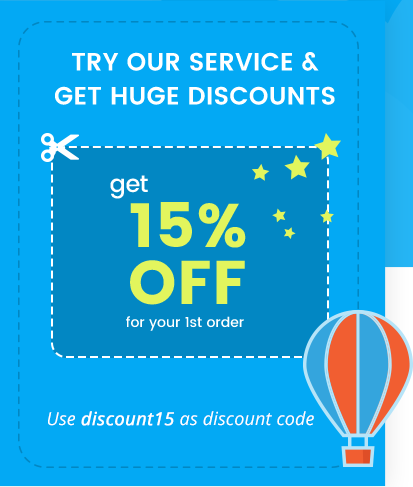 TRY OUR SERVICE &
GET HUGE DISCOUNTS
get
15%
OFF
for your 1st order
Use discount15 as discount code